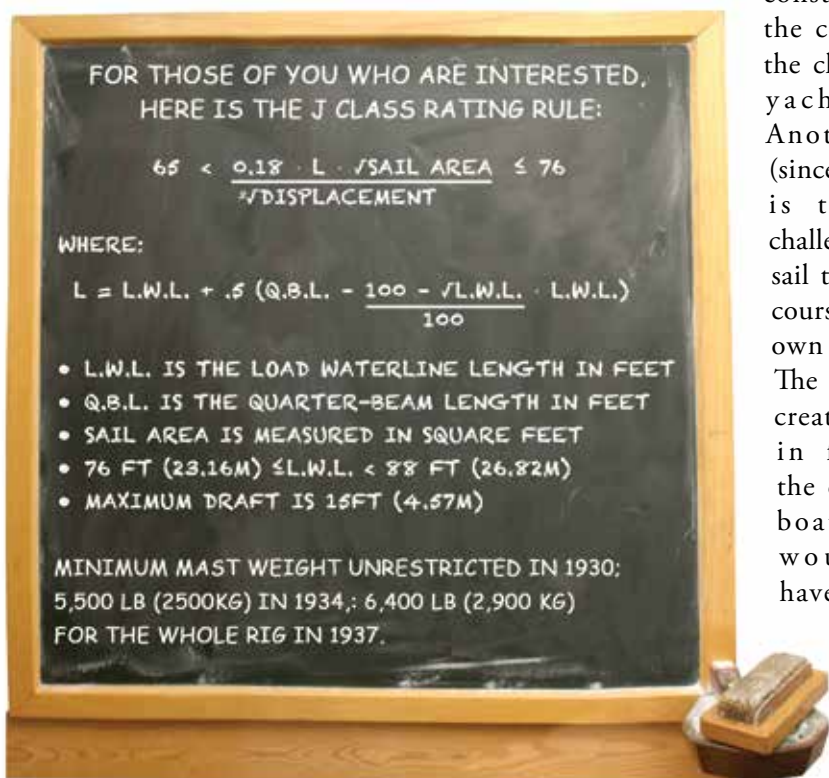 FOR THOSE OF YOU WHO ARE INTERESTED,
HERE IS THE J CLASS RATING RULE:
65 < 0.18 · L · √SAIL AREA ≤ 76
³√DISPLACEMENT
WHERE:
L = L.W.L. + .5 (Q.B.L. - 100 - √L.W.L. · L.W.L.)
100
• L.W.L. IS THE LOAD WATERLINE LENGTH IN FEET
• Q.B.L. IS THE QUARTER-BEAM LENGTH IN FEET
• SAIL AREA IS MEASURED IN SQUARE FEET
• 76 FT (23.16M) ≤L.W.L. < 88 FT (26.82M)
• MAXIMUM DRAFT IS 15FT (4.57M)
MINIMUM MAST WEIGHT UNRESTRICTED IN 1930;
5,500 LB (2500KG) IN 1934,: 6,400 LB (2,900 KG)
FOR THE WHOLE RIG IN 1937.
the c
the cl
yach
Anot
(since
is t
challe
sail t
cours
own
The
creat
in
the
boa
wou
have